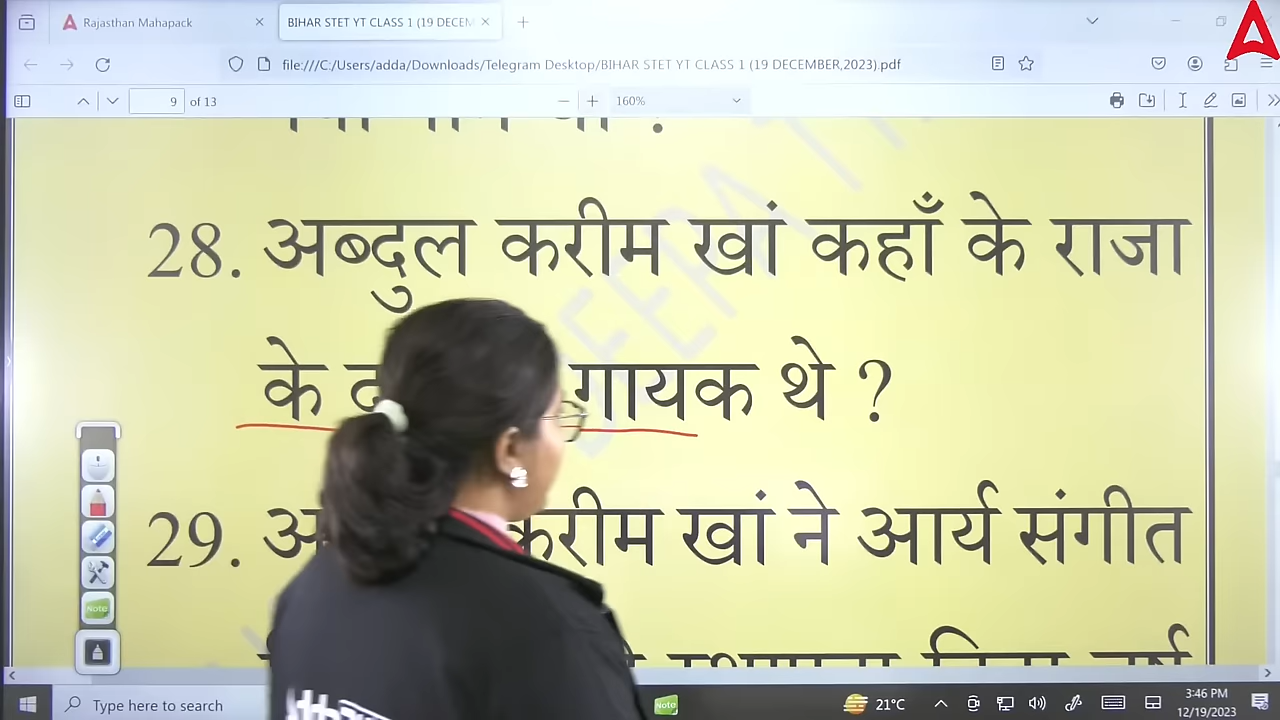 Rajasthan Mahapack
BIHAR STET YT CLASS 1 (19 DECEM
file:///C:/Users/adda/Downloads/Telegram Desktop/BIHAR STET YT CLASS 1 (19 DECEMBER,2023).pdf
9 of 13
160%
28. अब्दुल करीम खां कहाँ के राजा
के गायक थे ?
29. करीम खां ने आर्य संगीत
Note
Type here to search
Note
21°C
3:46 PM
12/19/2023